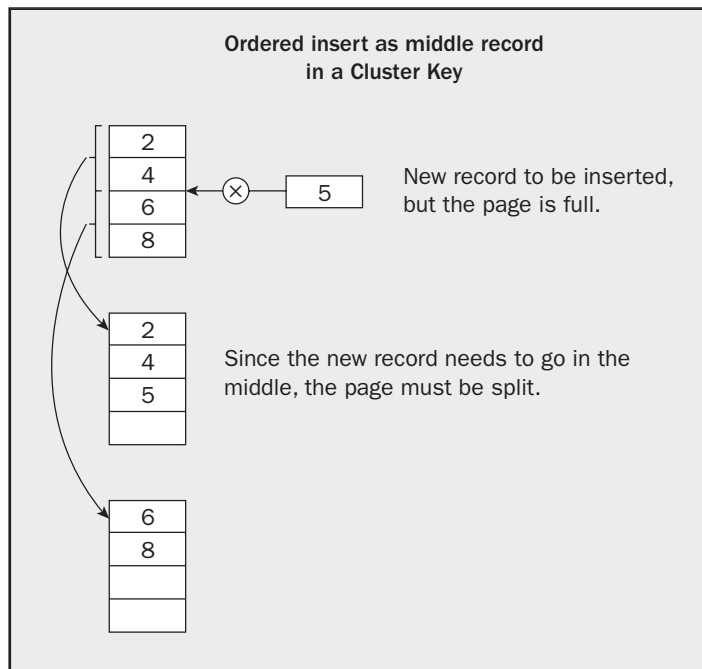 Ordered insert as middle record
in a Cluster Key
2
4
6
8
5
New record to be inserted,
but the page is full.
2
4
5
Since the new record needs to go in the
middle, the page must be split.
6
8